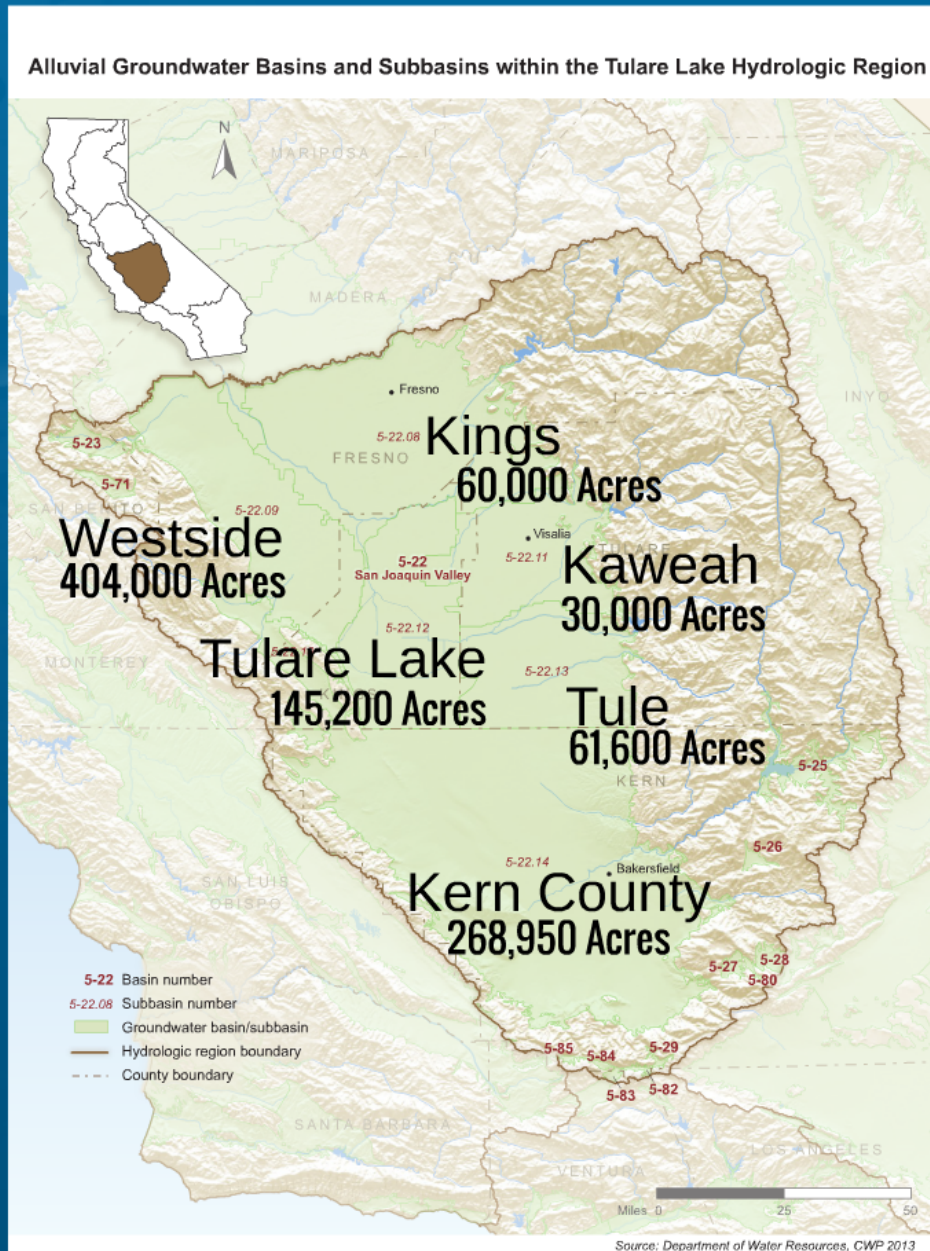 Alluvial Groundwater Basins and Subbasins within the Tulare Lake Hydrologic Region
N
MARIPOSA
MADERA
INYO
Fresno
5-22.08
Kings
FRESNO
60,000 Acres
5-23
5-71
SAN BENITO
5-22.09
Westside
404,000 Acres
Visalia
5-22
San Joaquin Valley
5-22.11
TULARE
Kaweah
30,000 Acres
5-22.12
MONTEREY
Tulare Lake
KINGS
145,200 Acres
5-22.13
Tule
61,600 Acres
KERN
5-25
5-26
5-22.14
Bakersfield
SAN LUIS
OBISPO
Kern County
268,950 Acres
5-27
5-28
5-80
5-22 Basin number
5-22.08 Subbasin number
Groundwater basin/subbasin
Hydrologic region boundary
County boundary
5-85
5-84
5-29
5-83
5-82
SANTA BARBARA
VENTURA
LOS ANGELES
Miles 0 25 50
Source: Department of Water Resources, CWP 2013